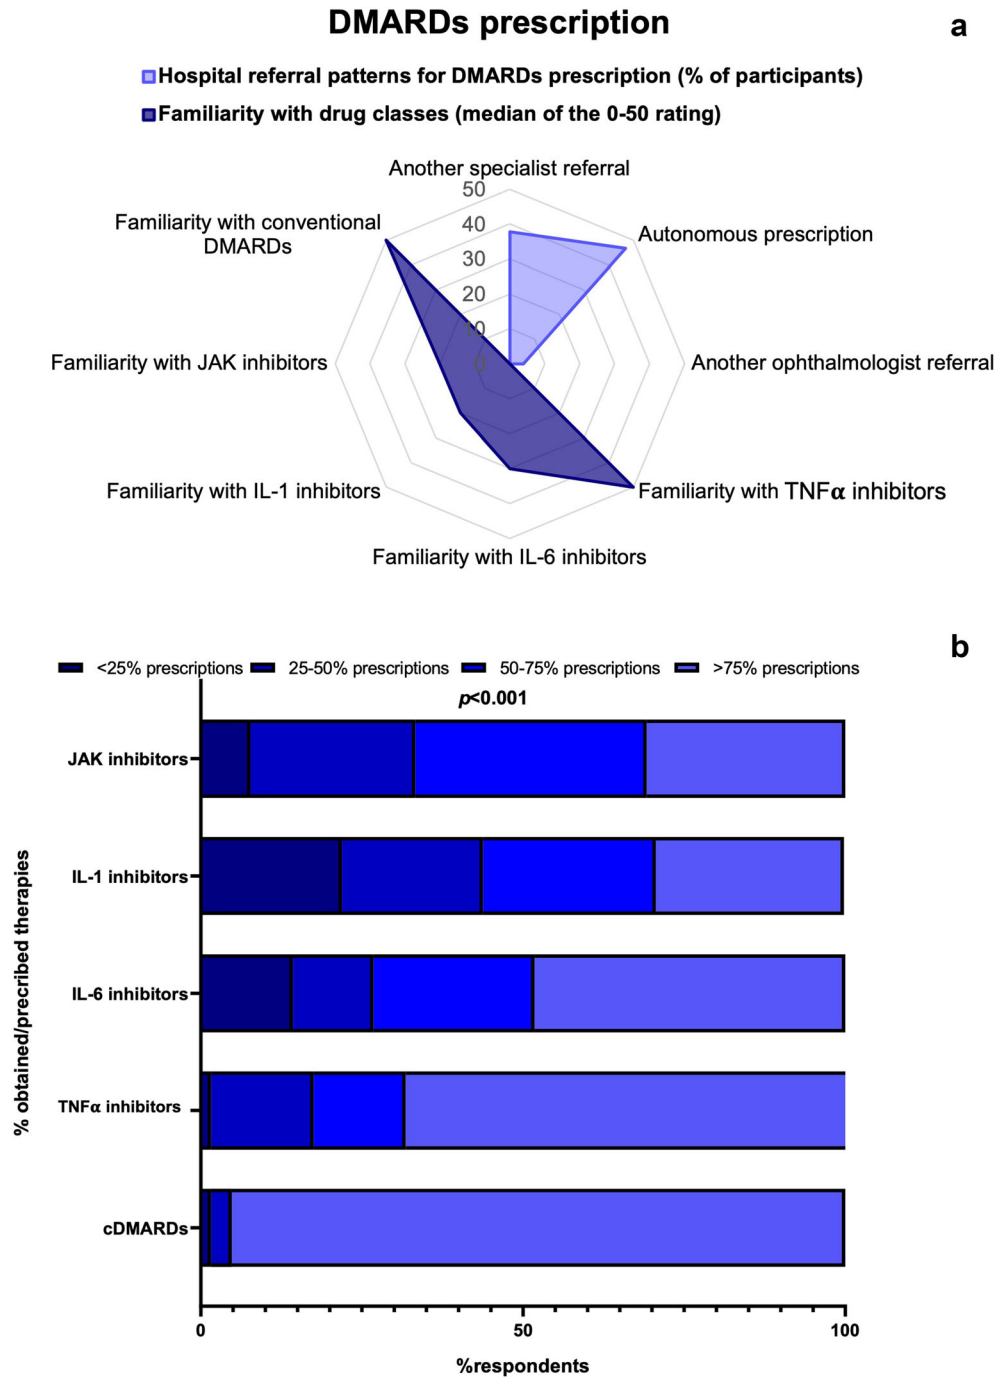 DMARDs prescription
a
Hospital referral patterns for DMARDs prescription (% of participants)
Familiarity with drug classes (median of the 0-50 rating)
Another specialist referral
50
40
30
20
10
0
Autonomous prescription
Another ophthalmologist referral
Familiarity with TNFα inhibitors
Familiarity with IL-6 inhibitors
Familiarity with IL-1 inhibitors
Familiarity with JAK inhibitors
Familiarity with conventional
DMARDs
b
<25% prescriptions
25-50% prescriptions
50-75% prescriptions
>75% prescriptions
p<0.001
% obtained/precribed therapies
JAK inhibitors
IL-1 inhibitors
IL-6 inhibitors
TNFα inhibitors
cDMARDs
0
50
100
%respondents